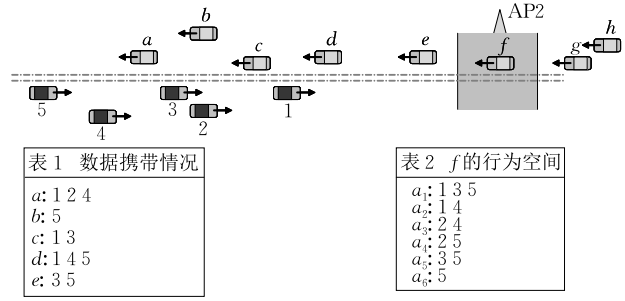 AP2
b
h
a
c
d
e
f
g
5
4
3
2
1
表1 数据携带情况
a: 1 2 4
b: 5
c: 1 3
d: 1 4 5
e: 3 5
表2 f的行为空间
a₁: 1 3 5
a₂: 1 4
a₃: 2 4
a₄: 2 5
a₅: 3 5
a₆: 5